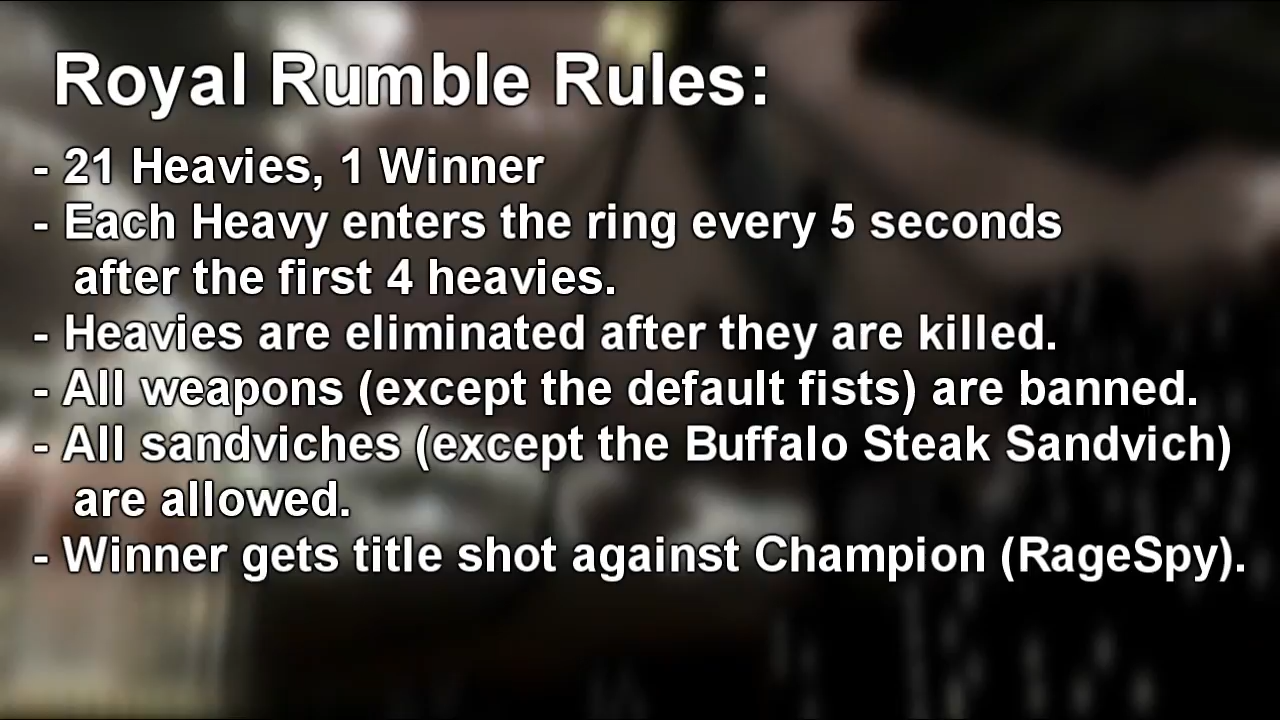 Royal Rumble Rules:
- 21 Heavies, 1 Winner
- Each Heavy enters the ring every 5 seconds
after the first 4 heavies.
- Heavies are eliminated after they are killed.
- All weapons (except the default fists) are banned.
- All sandviches (except the Buffalo Steak Sandvich)
are allowed.
- Winner gets title shot against Champion (RageSpy).